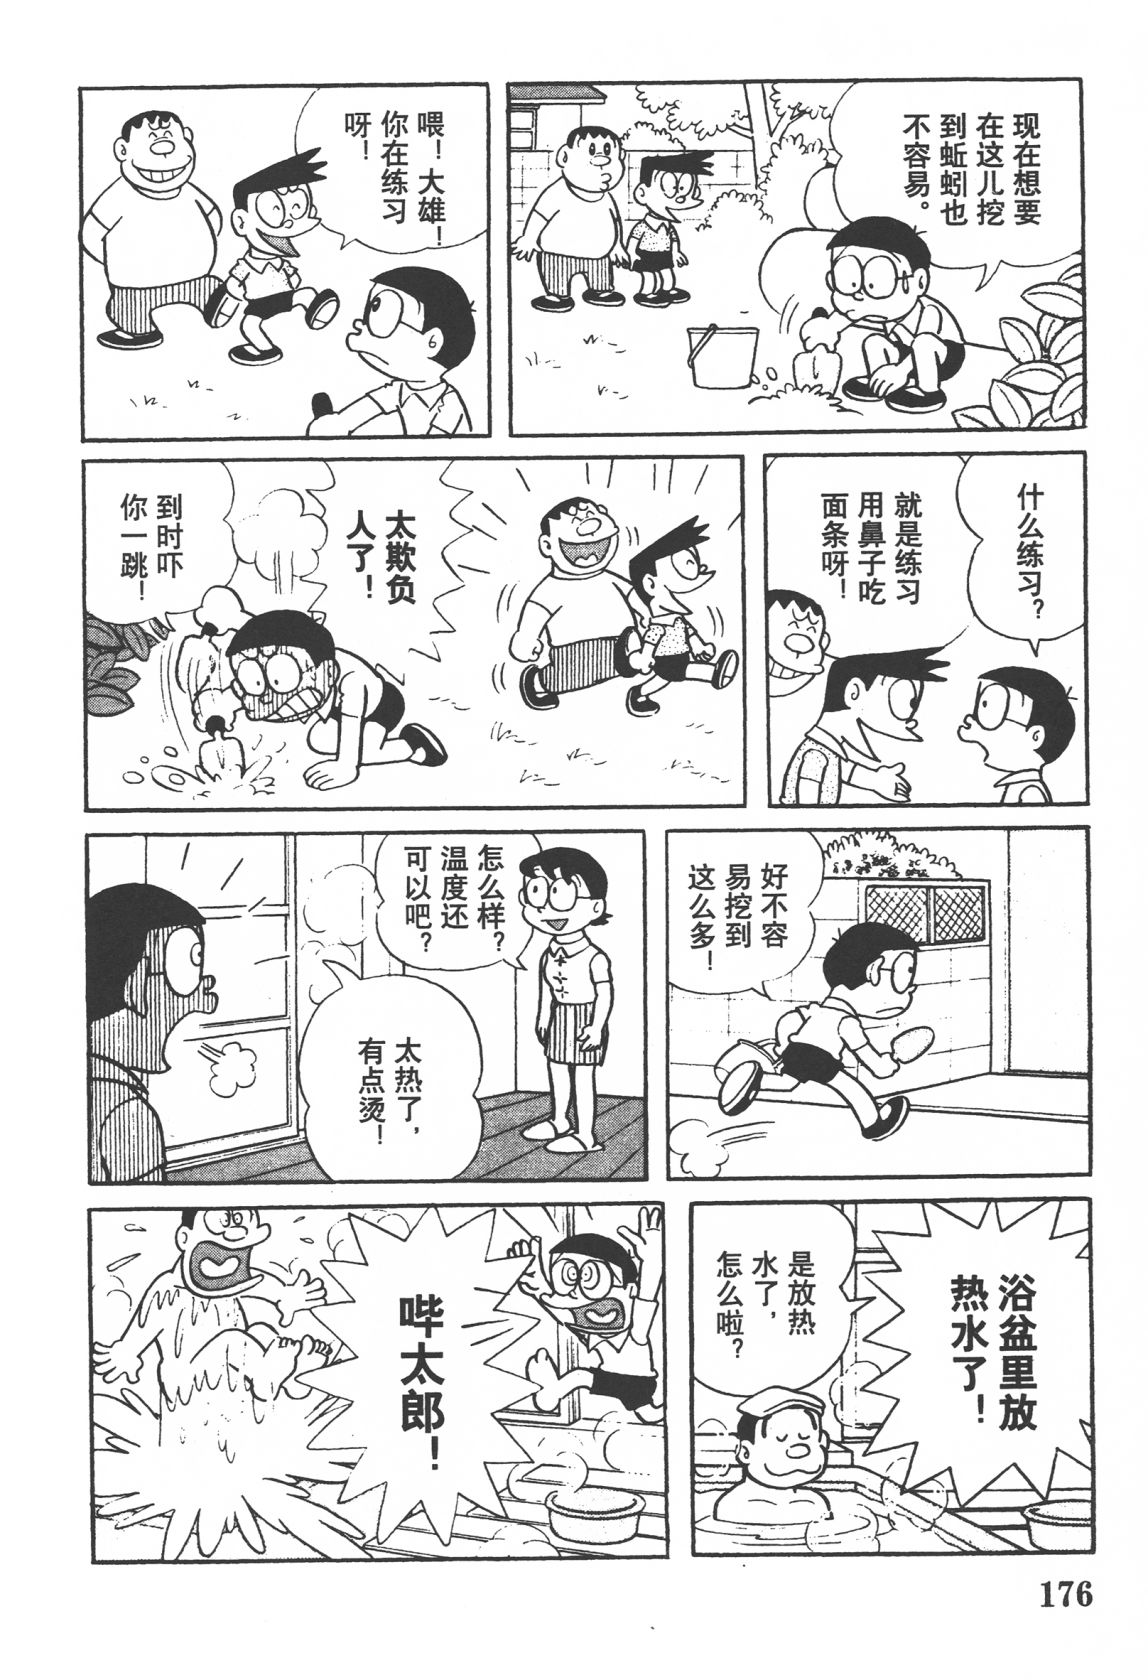 现在想要
在这儿挖
到蚯蚓也
不容易。
喂！大雄！
你在练习
呀！
什么练习？
就是练习
用鼻子吃
面条呀！
太欺负
人了！
到时吓
你一跳！
好不容
易挖到
这么多！
怎么样？
温度还
可以吧？
太热了，
有点烫！
浴盆里放
热水了！
是放热
水了，
怎么啦？
哔太郎！
176